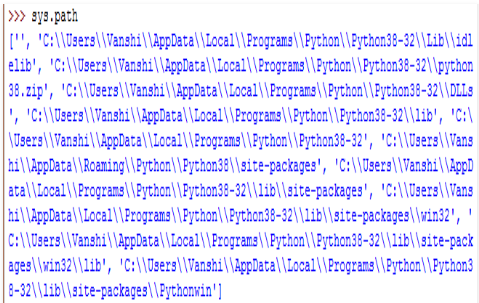 >>> sys.path
['', 'C:\\Users\\Vanshi\\AppData\\Local\\Programs\\Python\\Python38-32\\Lib\\idl
elib', 'C:\\Users\\Vanshi\\AppData\\Local\\Programs\\Python\\Python38-32\\python
38.zip', 'C:\\Users\\Vanshi\\AppData\\Local\\Programs\\Python\\Python38-32\\DLLs
', 'C:\\Users\\Vanshi\\AppData\\Local\\Programs\\Python\\Python38-32\\lib', 'C:\
\Users\\Vanshi\\AppData\\Local\\Programs\\Python\\Python38-32', 'C:\\Users\\Vans
hi\\AppData\\Roaming\\Python\\Python38\\site-packages', 'C:\\Users\\Vanshi\\AppD
ata\\Local\\Programs\\Python\\Python38-32\\lib\\site-packages', 'C:\\Users\\Vans
hi\\AppData\\Local\\Programs\\Python\\Python38-32\\lib\\site-packages\\win32', '
C:\\Users\\Vanshi\\AppData\\Local\\Programs\\Python\\Python38-32\\lib\\site-pack
ages\\win32\\lib', 'C:\\Users\\Vanshi\\AppData\\Local\\Programs\\Python\\Python3
8-32\\lib\\site-packages\\Pythonwin']